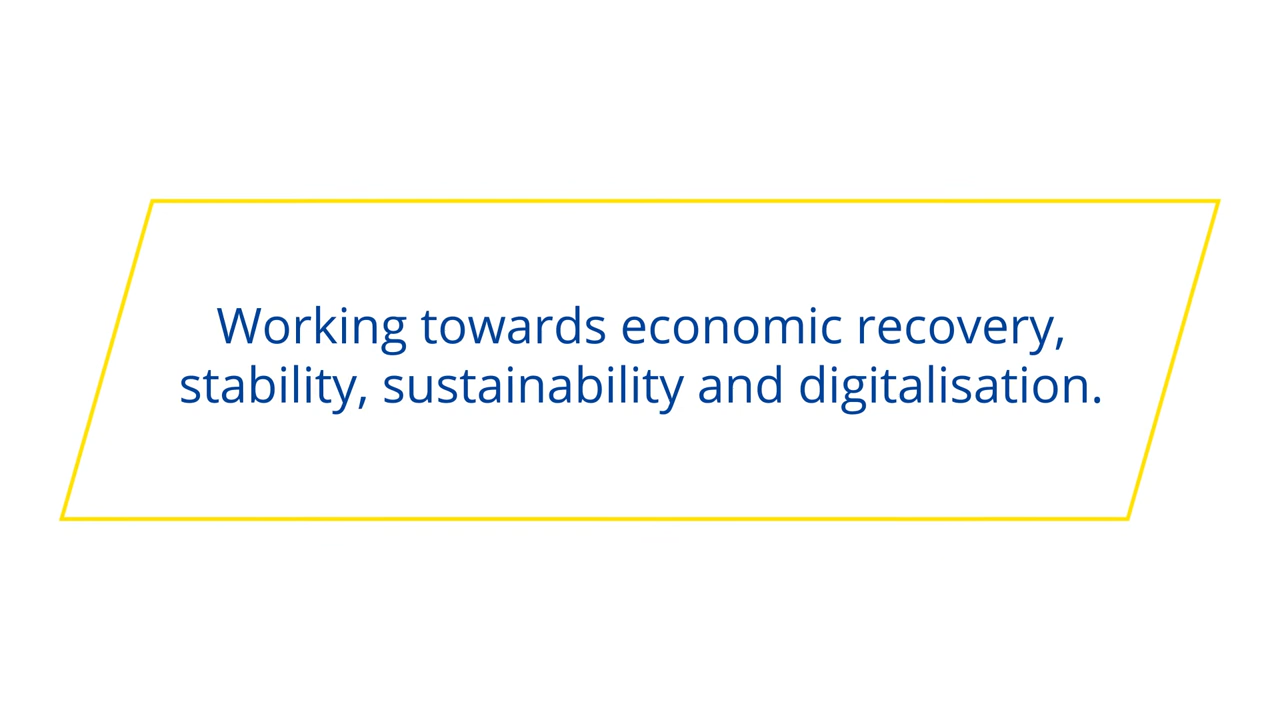 Working towards economic recovery,
stability, sustainability and digitalisation.